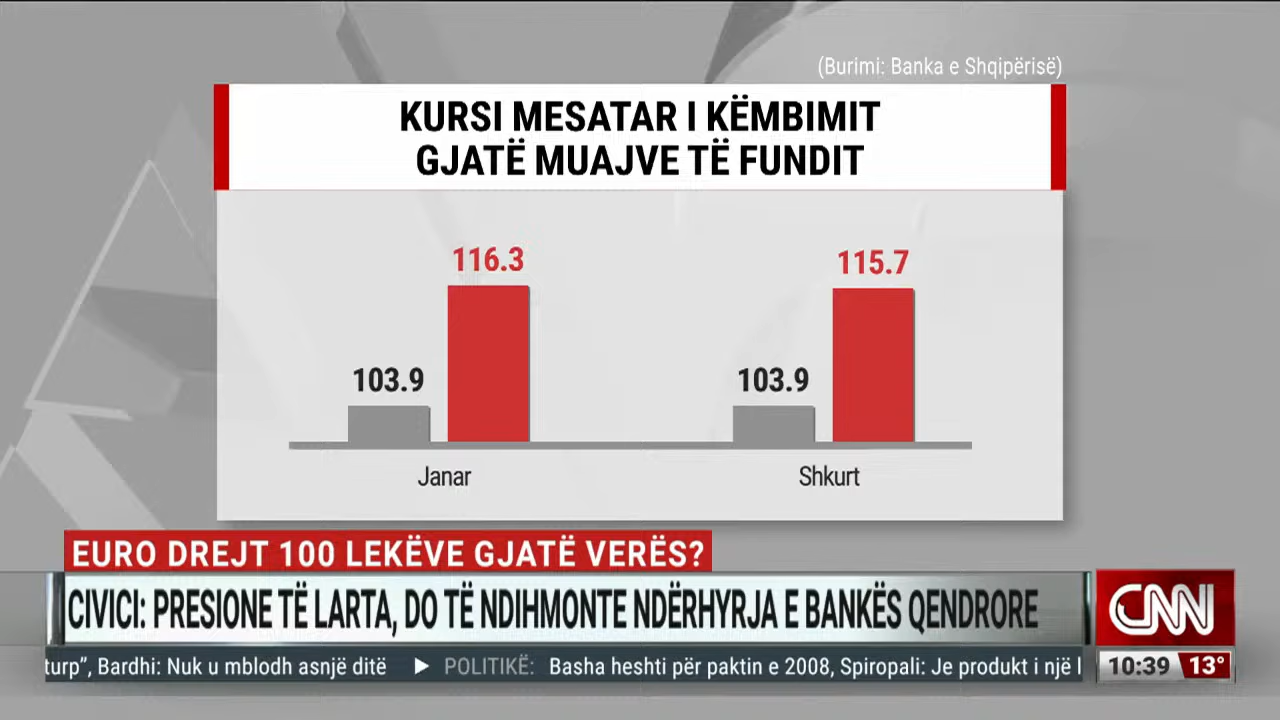 (Burimi: Banka e Shqipërisë)
KURSI MESATAR I KËMBIMIT
GJATË MUAJVE TË FUNDIT
116.3
115.7
103.9
103.9
Janar
Shkurt
EURO DREJT 100 LEKËVE GJATË VERËS?
CIVICI: PRESIONE TË LARTA, DO TË NDIHMONTE NDËRHYRJA E BANKËS QENDRORE
CNN
turp”, Bardhi: Nuk u mblodh asnjë ditë ▶ POLITIKË: Basha heshti për paktin e 2008, Spiropali: Je produkt i një
10:39 13°